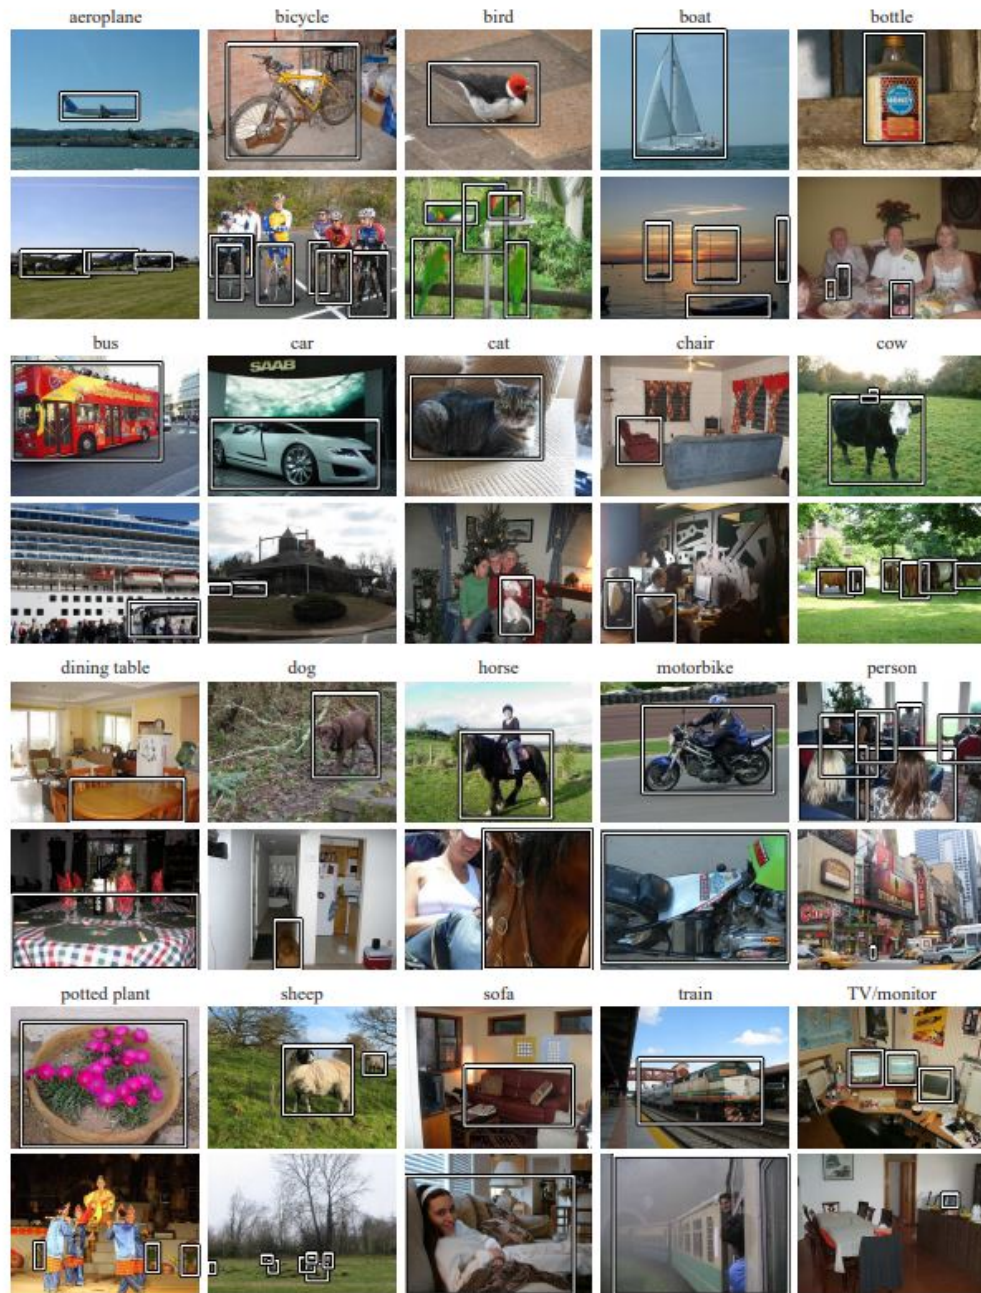 aeroplane bicycle bird boat bottle
bus car cat chair cow
SAAB
dining table dog horse motorbike person
potted plant sheep sofa train TV/monitor